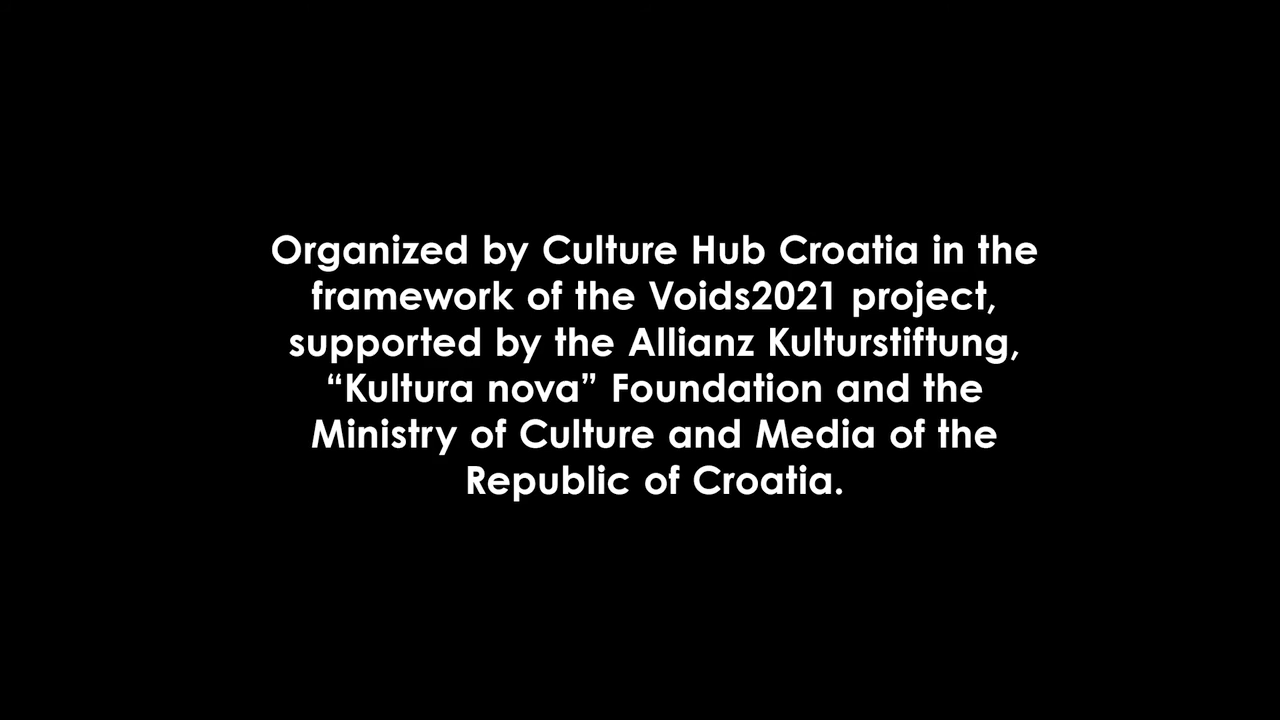 Organized by Culture Hub Croatia in the
framework of the Voids2021 project,
supported by the Allianz Kulturstiftung,
“Kultura nova” Foundation and the
Ministry of Culture and Media of the
Republic of Croatia.